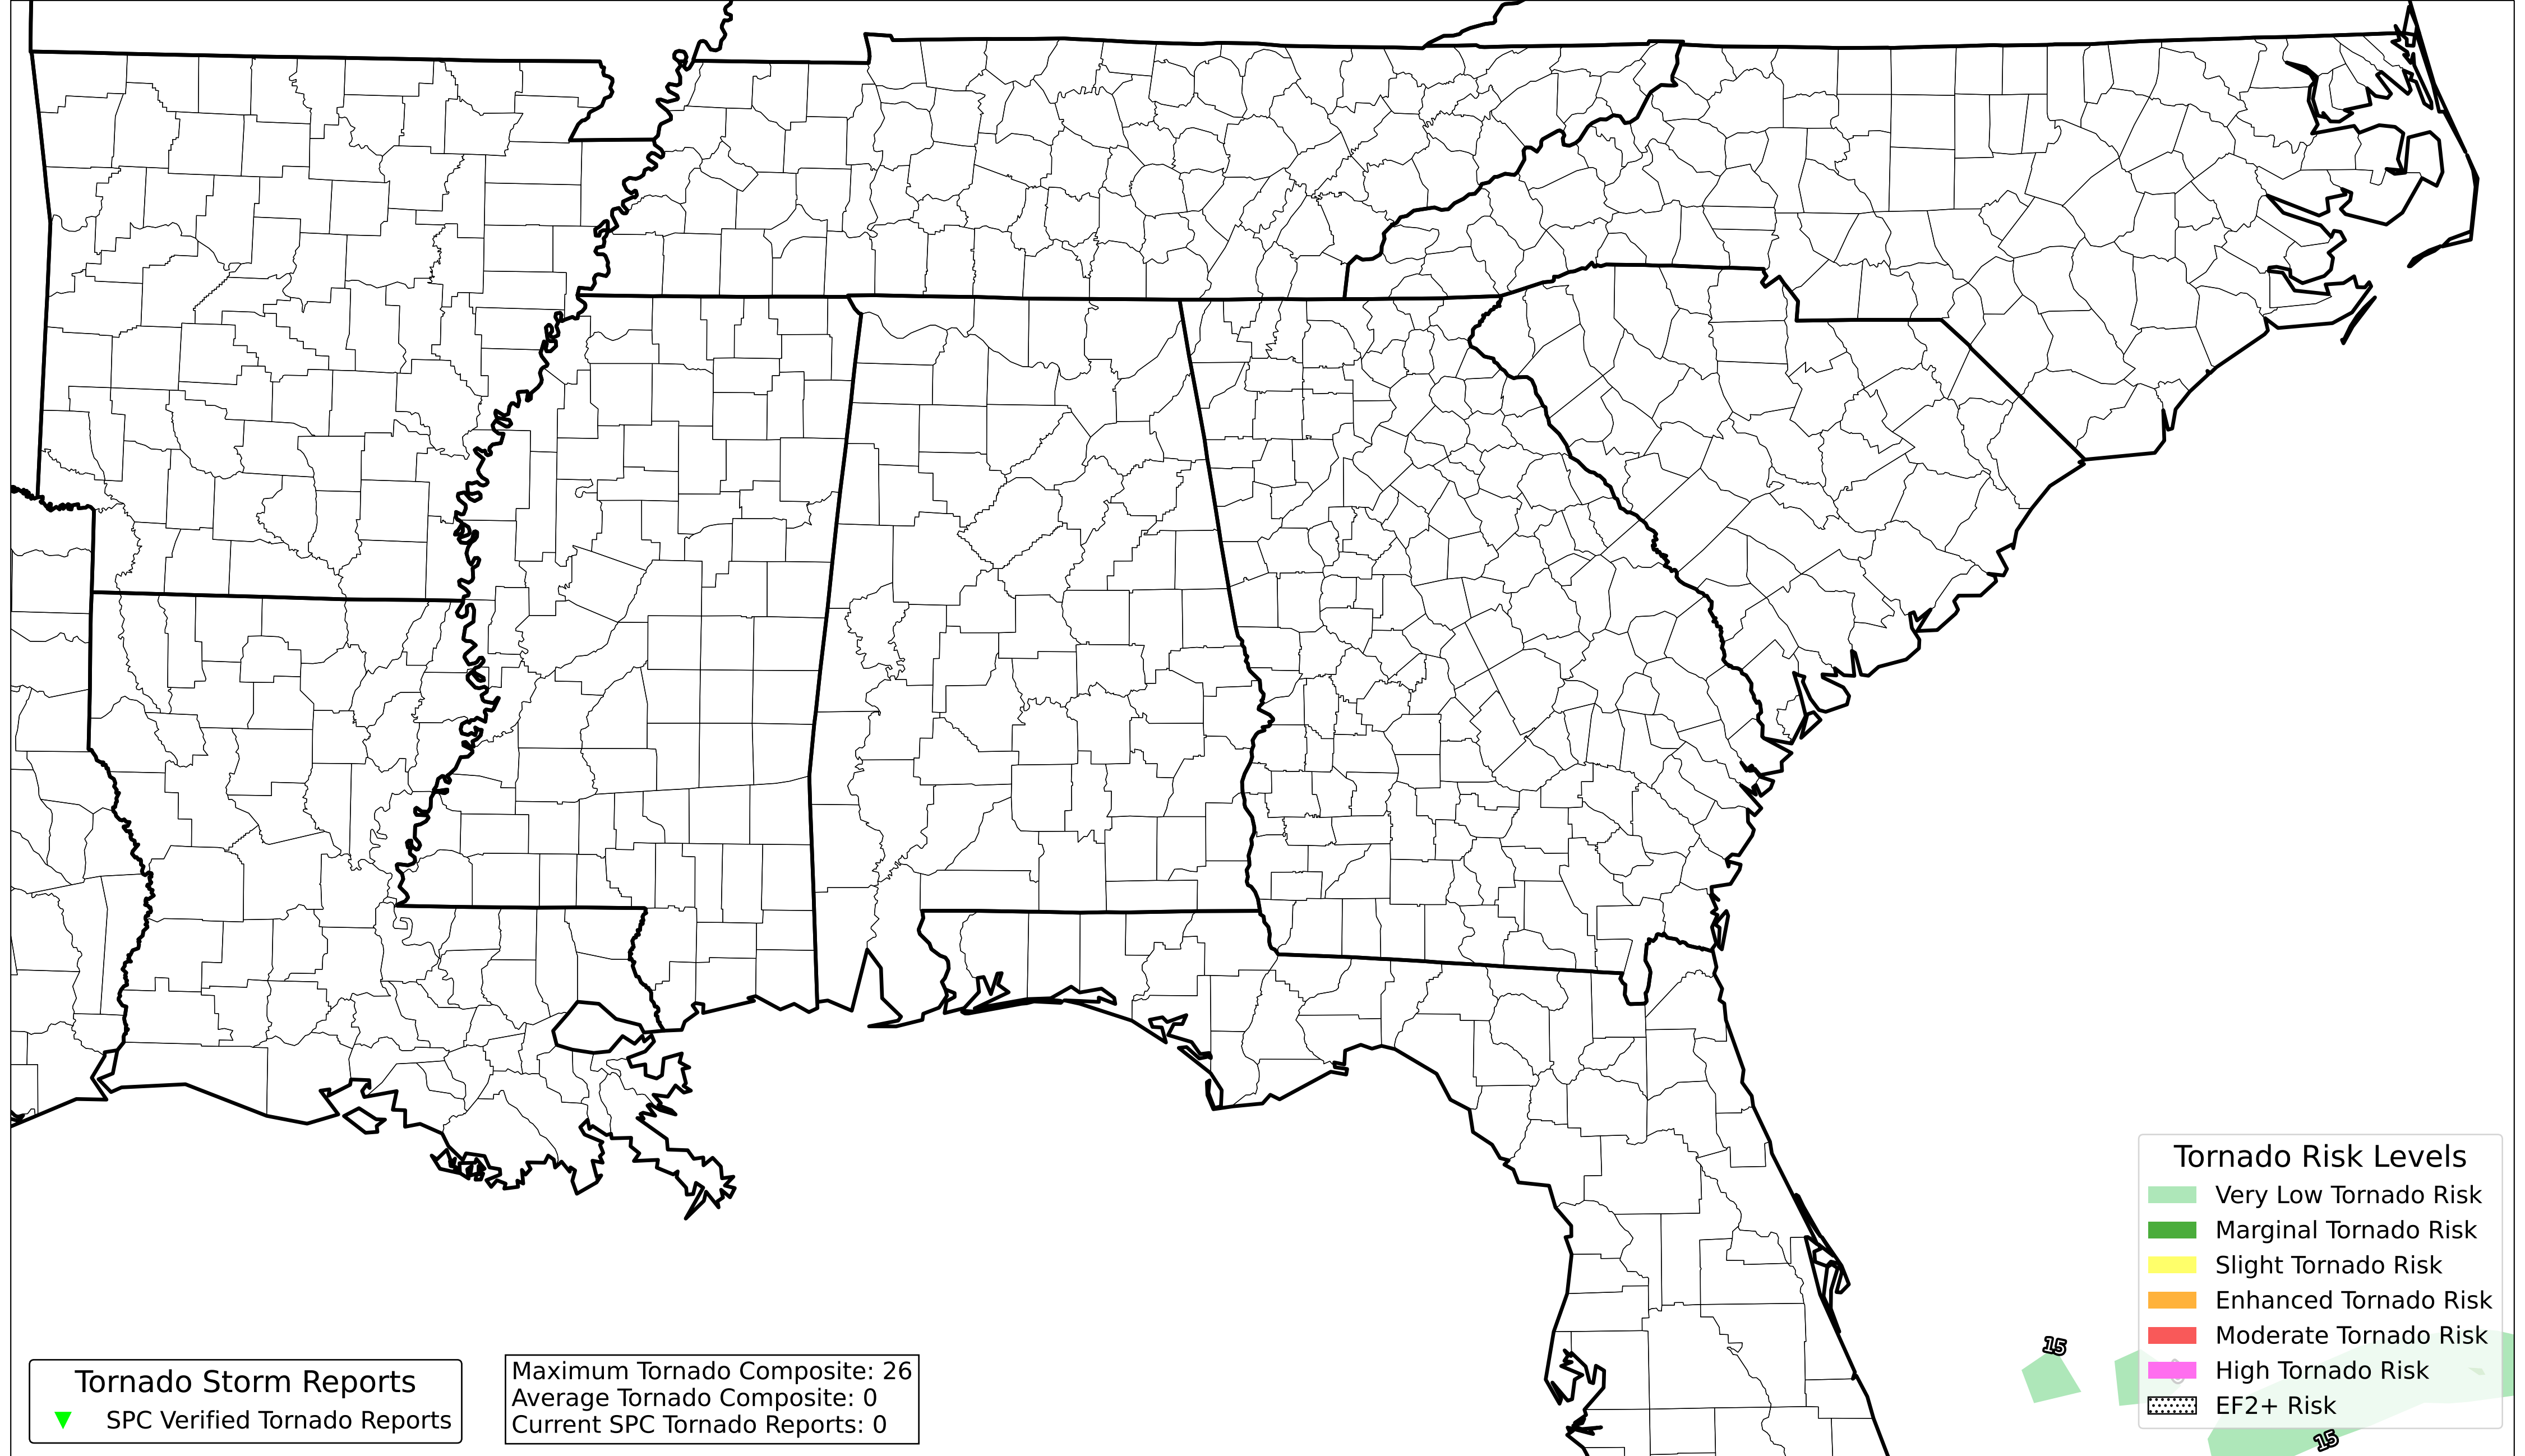 15
Tornado Risk Levels
Very Low Tornado Risk
Marginal Tornado Risk
Slight Tornado Risk
Enhanced Tornado Risk
Moderate Tornado Risk
High Tornado Risk
EF2+ Risk
15
Tornado Storm Reports
SPC Verified Tornado Reports
Maximum Tornado Composite: 26
Average Tornado Composite: 0
Current SPC Tornado Reports: 0